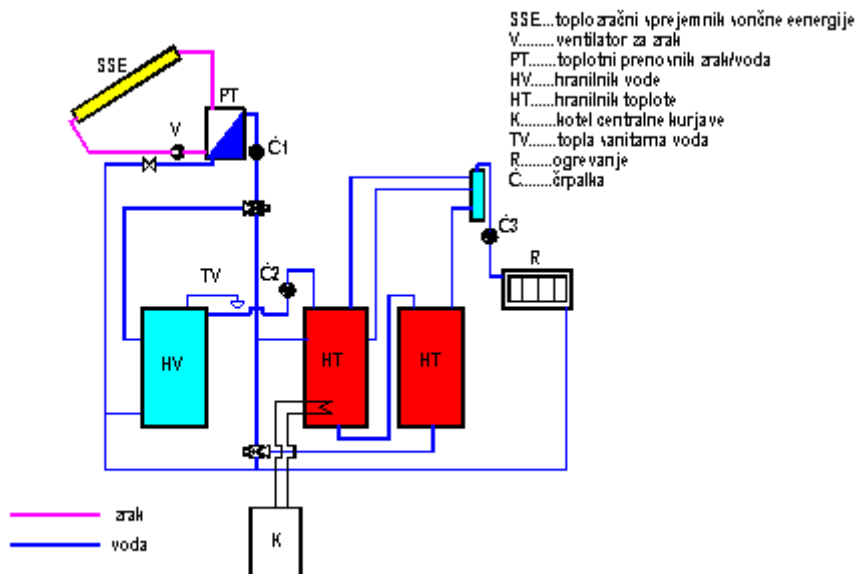 SSE...toplozračni sprejemnik sončne eenergije
V........ventilator za zrak
PT......toplotni prenosnik zrak/voda
HV.....hranilnik vode
HT.....hranilnik toplote
K........kotel centralne kurjave
TV......topla sanitarna voda
R........ogrevanje
Č........črpalka
SSE
PT
V
Č1
Č3
TV
Č2
R
HV
HT
HT
K
zrak
voda